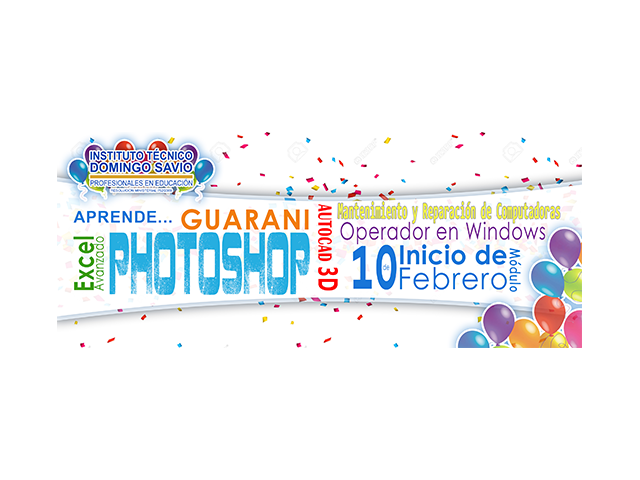 INSTITUTO TÉCNICO
DOMINGO SAVIO
PROFESIONALES EN EDUCACIÓN
APRENDE...
GUARANI
Excel
Avanzado
PHOTOSHOP
AUTOCAD 3D
Mantenimiento y Reparación de Computadoras
Operador en Windows
10 de
Inicio de
Febrero
Módulo